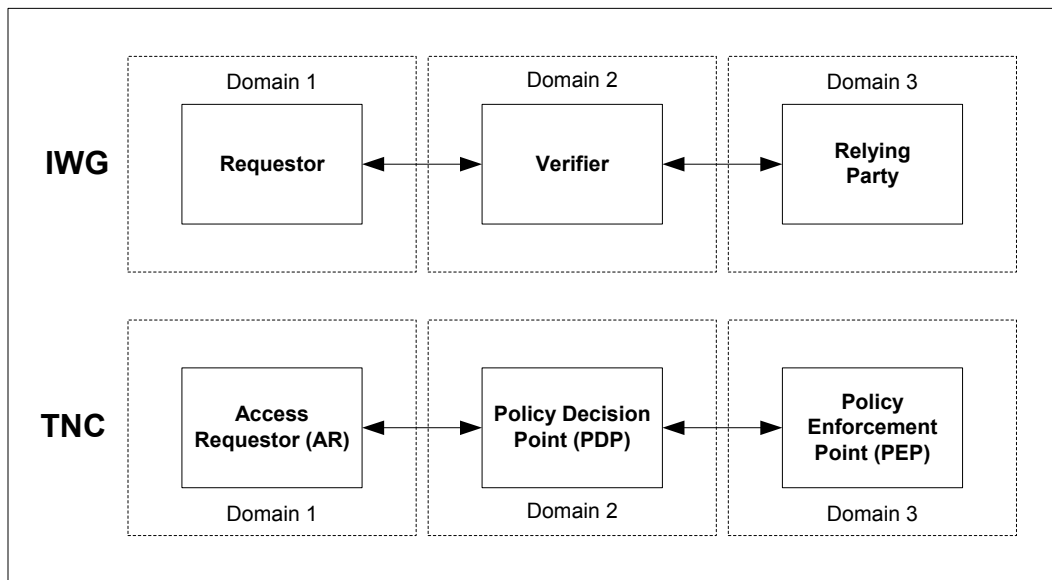 Domain 1
Domain 2
Domain 3
IWG
Requestor
Verifier
Relying
Party
TNC
Access
Requestor (AR)
Policy Decision
Point (PDP)
Policy
Enforcement
Point (PEP)
Domain 1
Domain 2
Domain 3